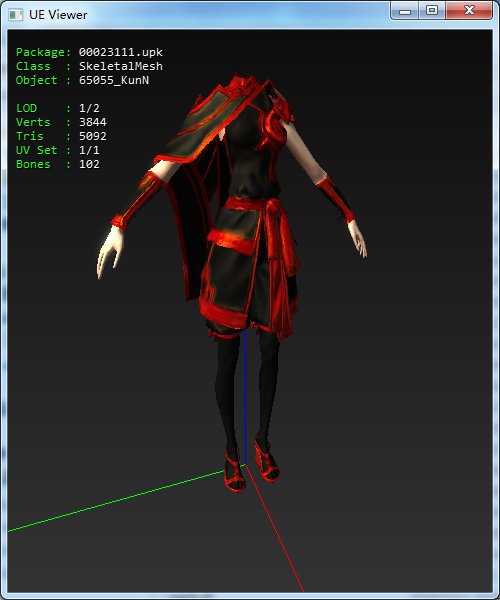 UE Viewer
Package: 00023111.upk
Class : SkeletalMesh
Object : 65055_KunN
LOD : 1/2
Verts : 3844
Tris : 5092
UV Set : 1/1
Bones : 102